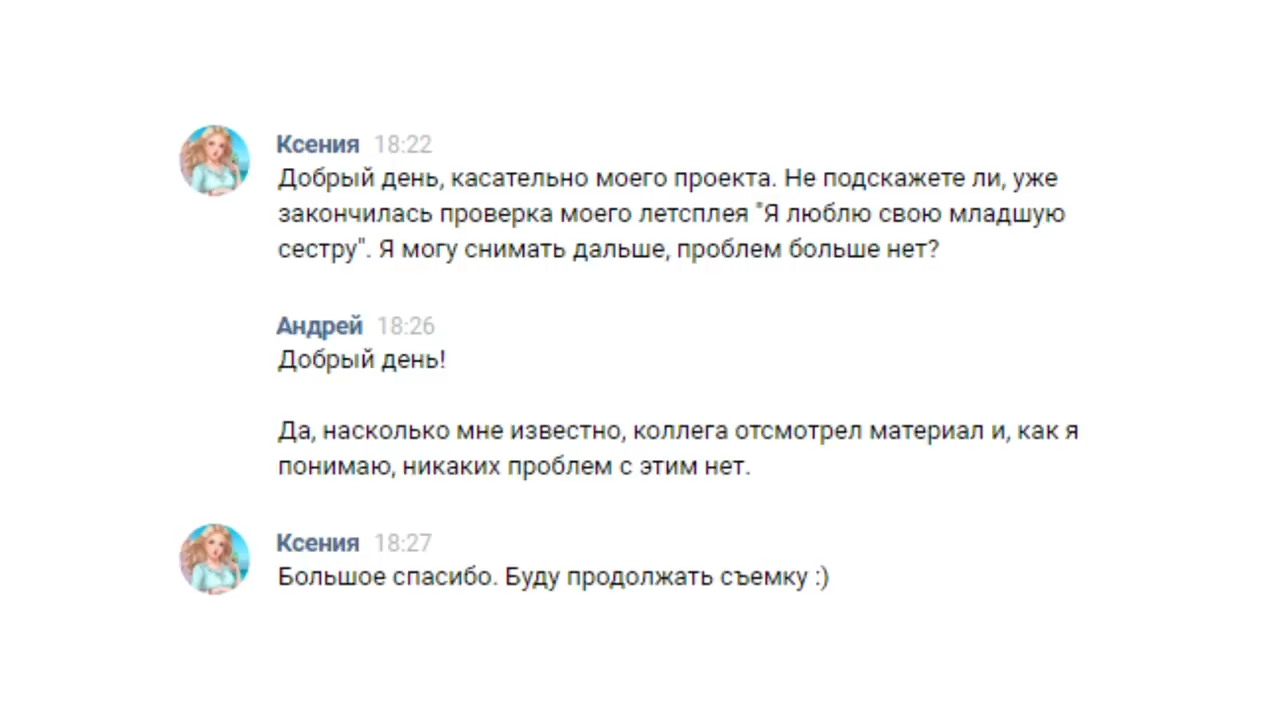 Ксения 18:22
Добрый день, касательно моего проекта. Не подскажете ли, уже
закончилась проверка моего летсплея "Я люблю свою младшую
сестру". Я могу снимать дальше, проблем больше нет?
Андрей 18:26
Добрый день!
Да, насколько мне известно, коллега отсмотрел материал и, как я
понимаю, никаких проблем с этим нет.
Ксения 18:27
Большое спасибо. Буду продолжать съемку :)